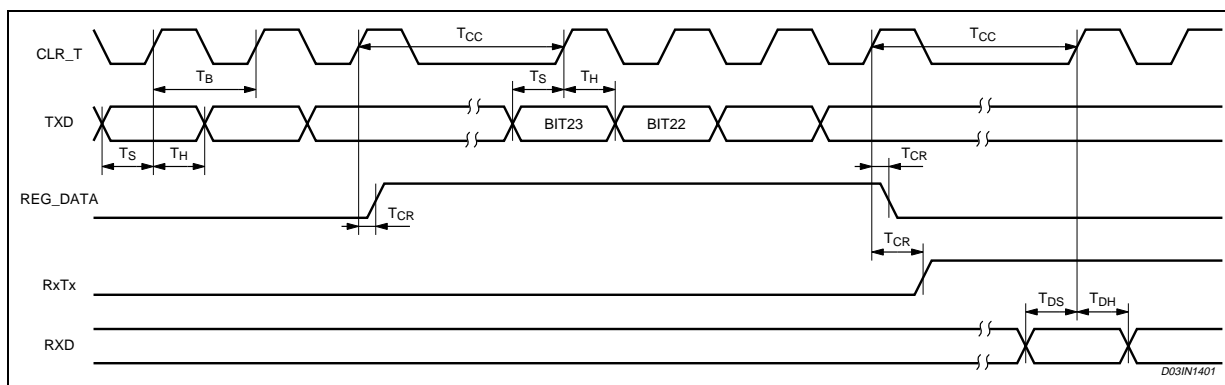 CLR_T
TCC
TCC
TB
TS
TH
TXD
BIT23
BIT22
TS
TH
TCR
REG_DATA
TCR
TCR
RxTx
TDS
TDH
RXD
D03IN1401